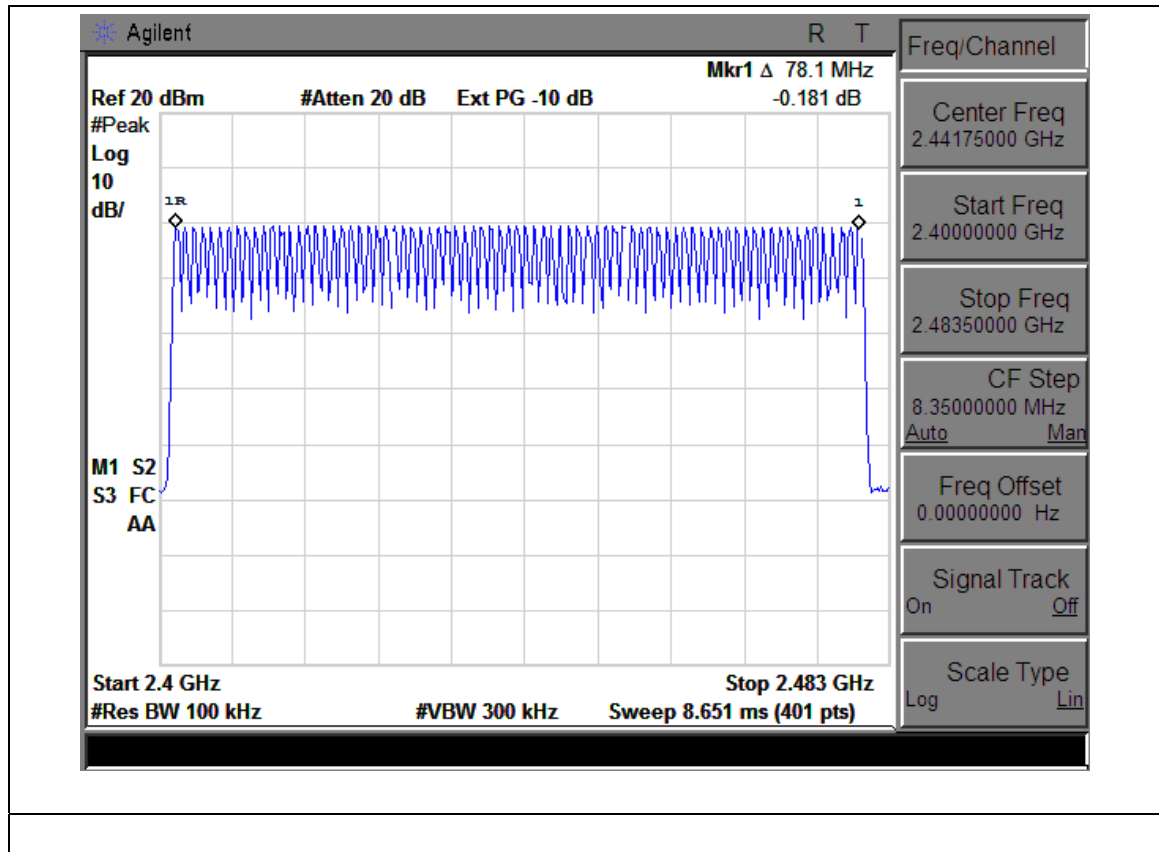 Agilent R T
Mkr1 Δ 78.1 MHz
Ref 20 dBm #Atten 20 dB Ext PG -10 dB -0.181 dB
#Peak
Log
10
dB/
1R 1
M1 S2
S3 FC
AA
Start 2.4 GHz Stop 2.483 GHz
#Res BW 100 kHz #VBW 300 kHz Sweep 8.651 ms (401 pts)
Freq/Channel
Center Freq
2.44175000 GHz
Start Freq
2.40000000 GHz
Stop Freq
2.48350000 GHz
CF Step
8.35000000 MHz
Auto Man
Freq Offset
0.00000000 Hz
Signal Track
On Off
Scale Type
Log Lin